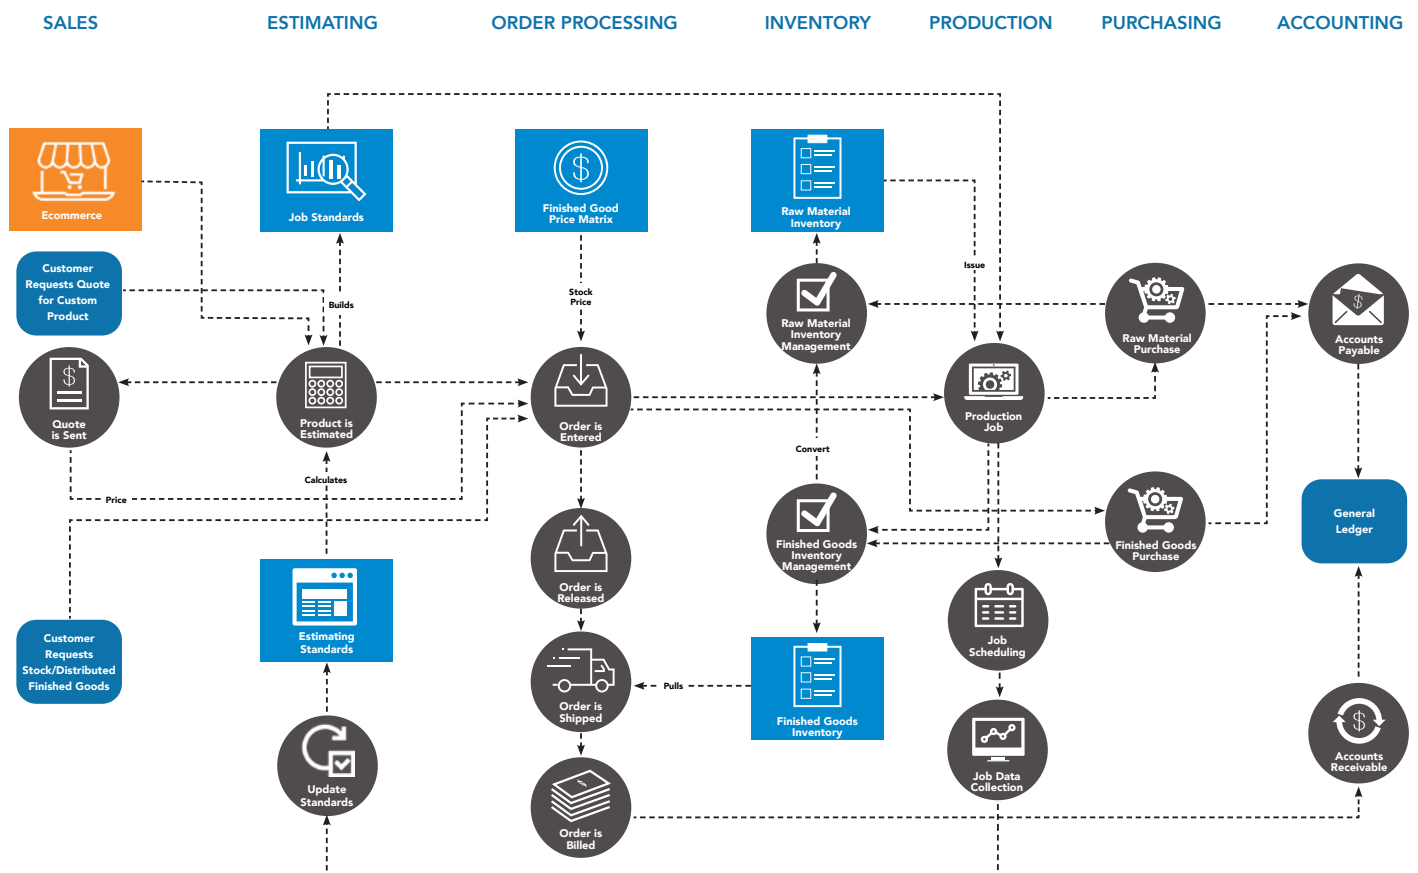 SALES
ESTIMATING
ORDER PROCESSING
INVENTORY
PRODUCTION
PURCHASING
ACCOUNTING
Ecommerce
Job Standards
Finished Good
Price Matrix
Raw Material
Inventory
Customer
Requests Quote
for Custom
Product
Builds
Stock
Price
Issue
Raw Material
Inventory
Management
Raw Material
Purchase
$
Accounts
Payable
$
Quote
is Sent
Product is
Estimated
Order is
Entered
Production
Job
Price
Calculates
Convert
Finished Goods
Inventory
Management
Finished Goods
Purchase
General
Ledger
Order is
Released
Customer
Requests
Stock/Distributed
Finished Goods
Estimating
Standards
Job
Scheduling
Order is
Shipped
Pulls
Finished Goods
Inventory
$
Accounts
Receivable
Update
Standards
Job Data
Collection
Order is
Billed
$